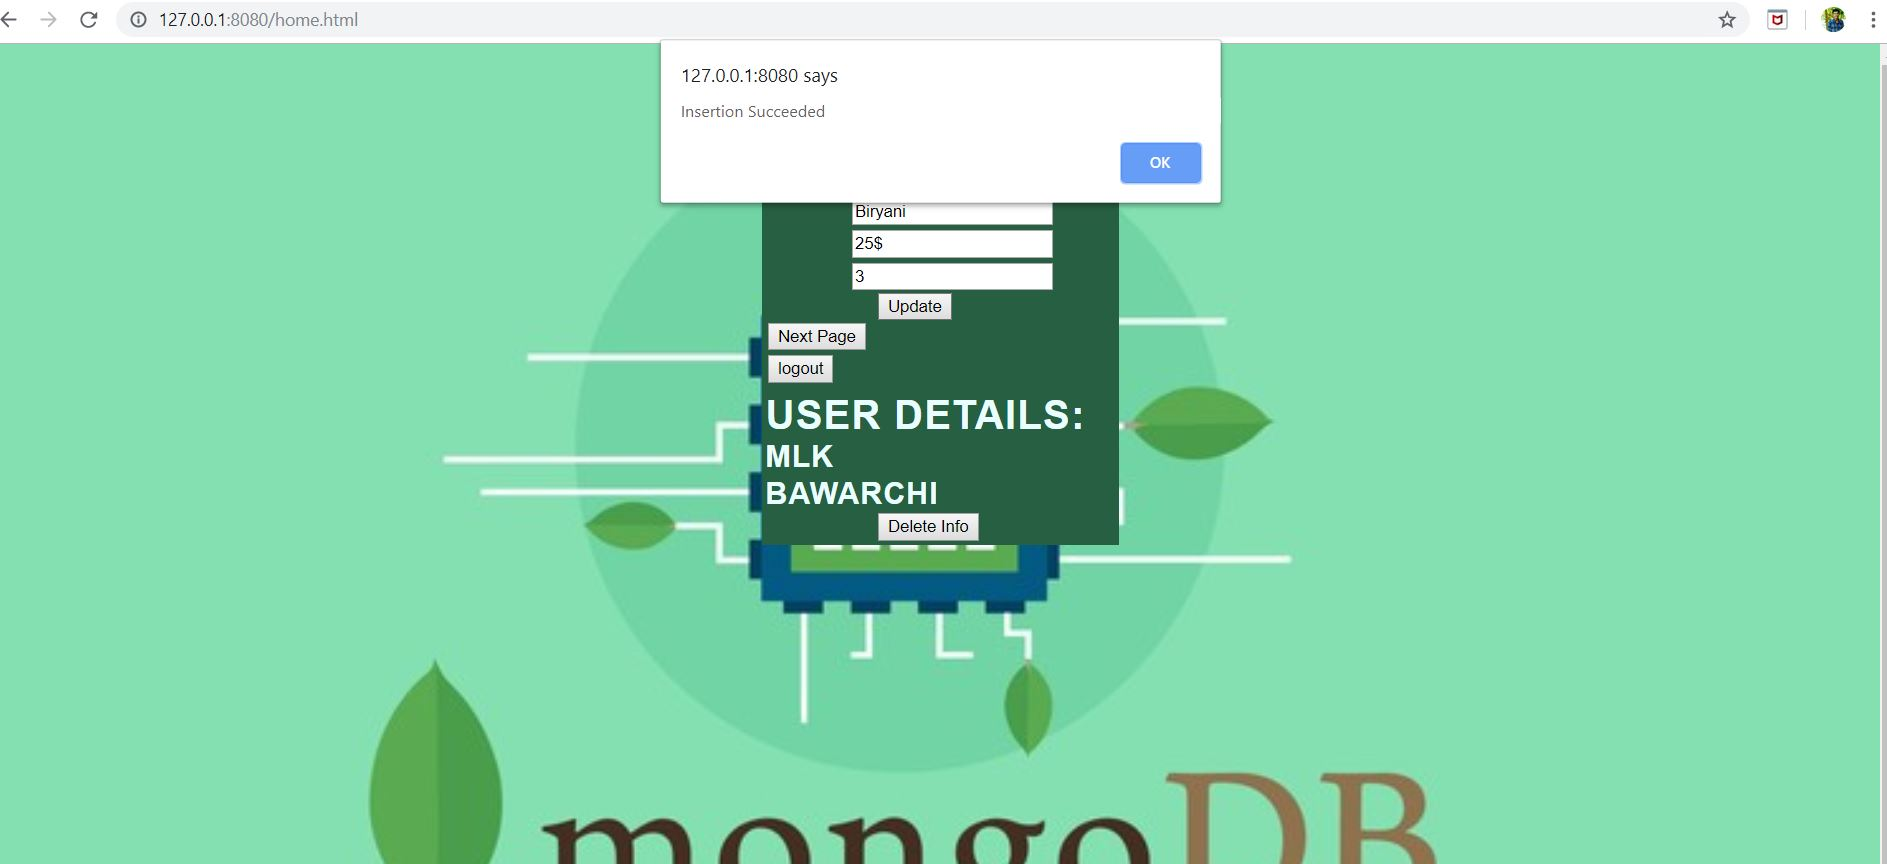 127.0.0.1:8080/home.html
127.0.0.1:8080 says
Insertion Succeeded
OK
Biryani
25$
3
Update
Next Page
logout
USER DETAILS:
MLK
BAWARCHI
Delete Info
mongoDB